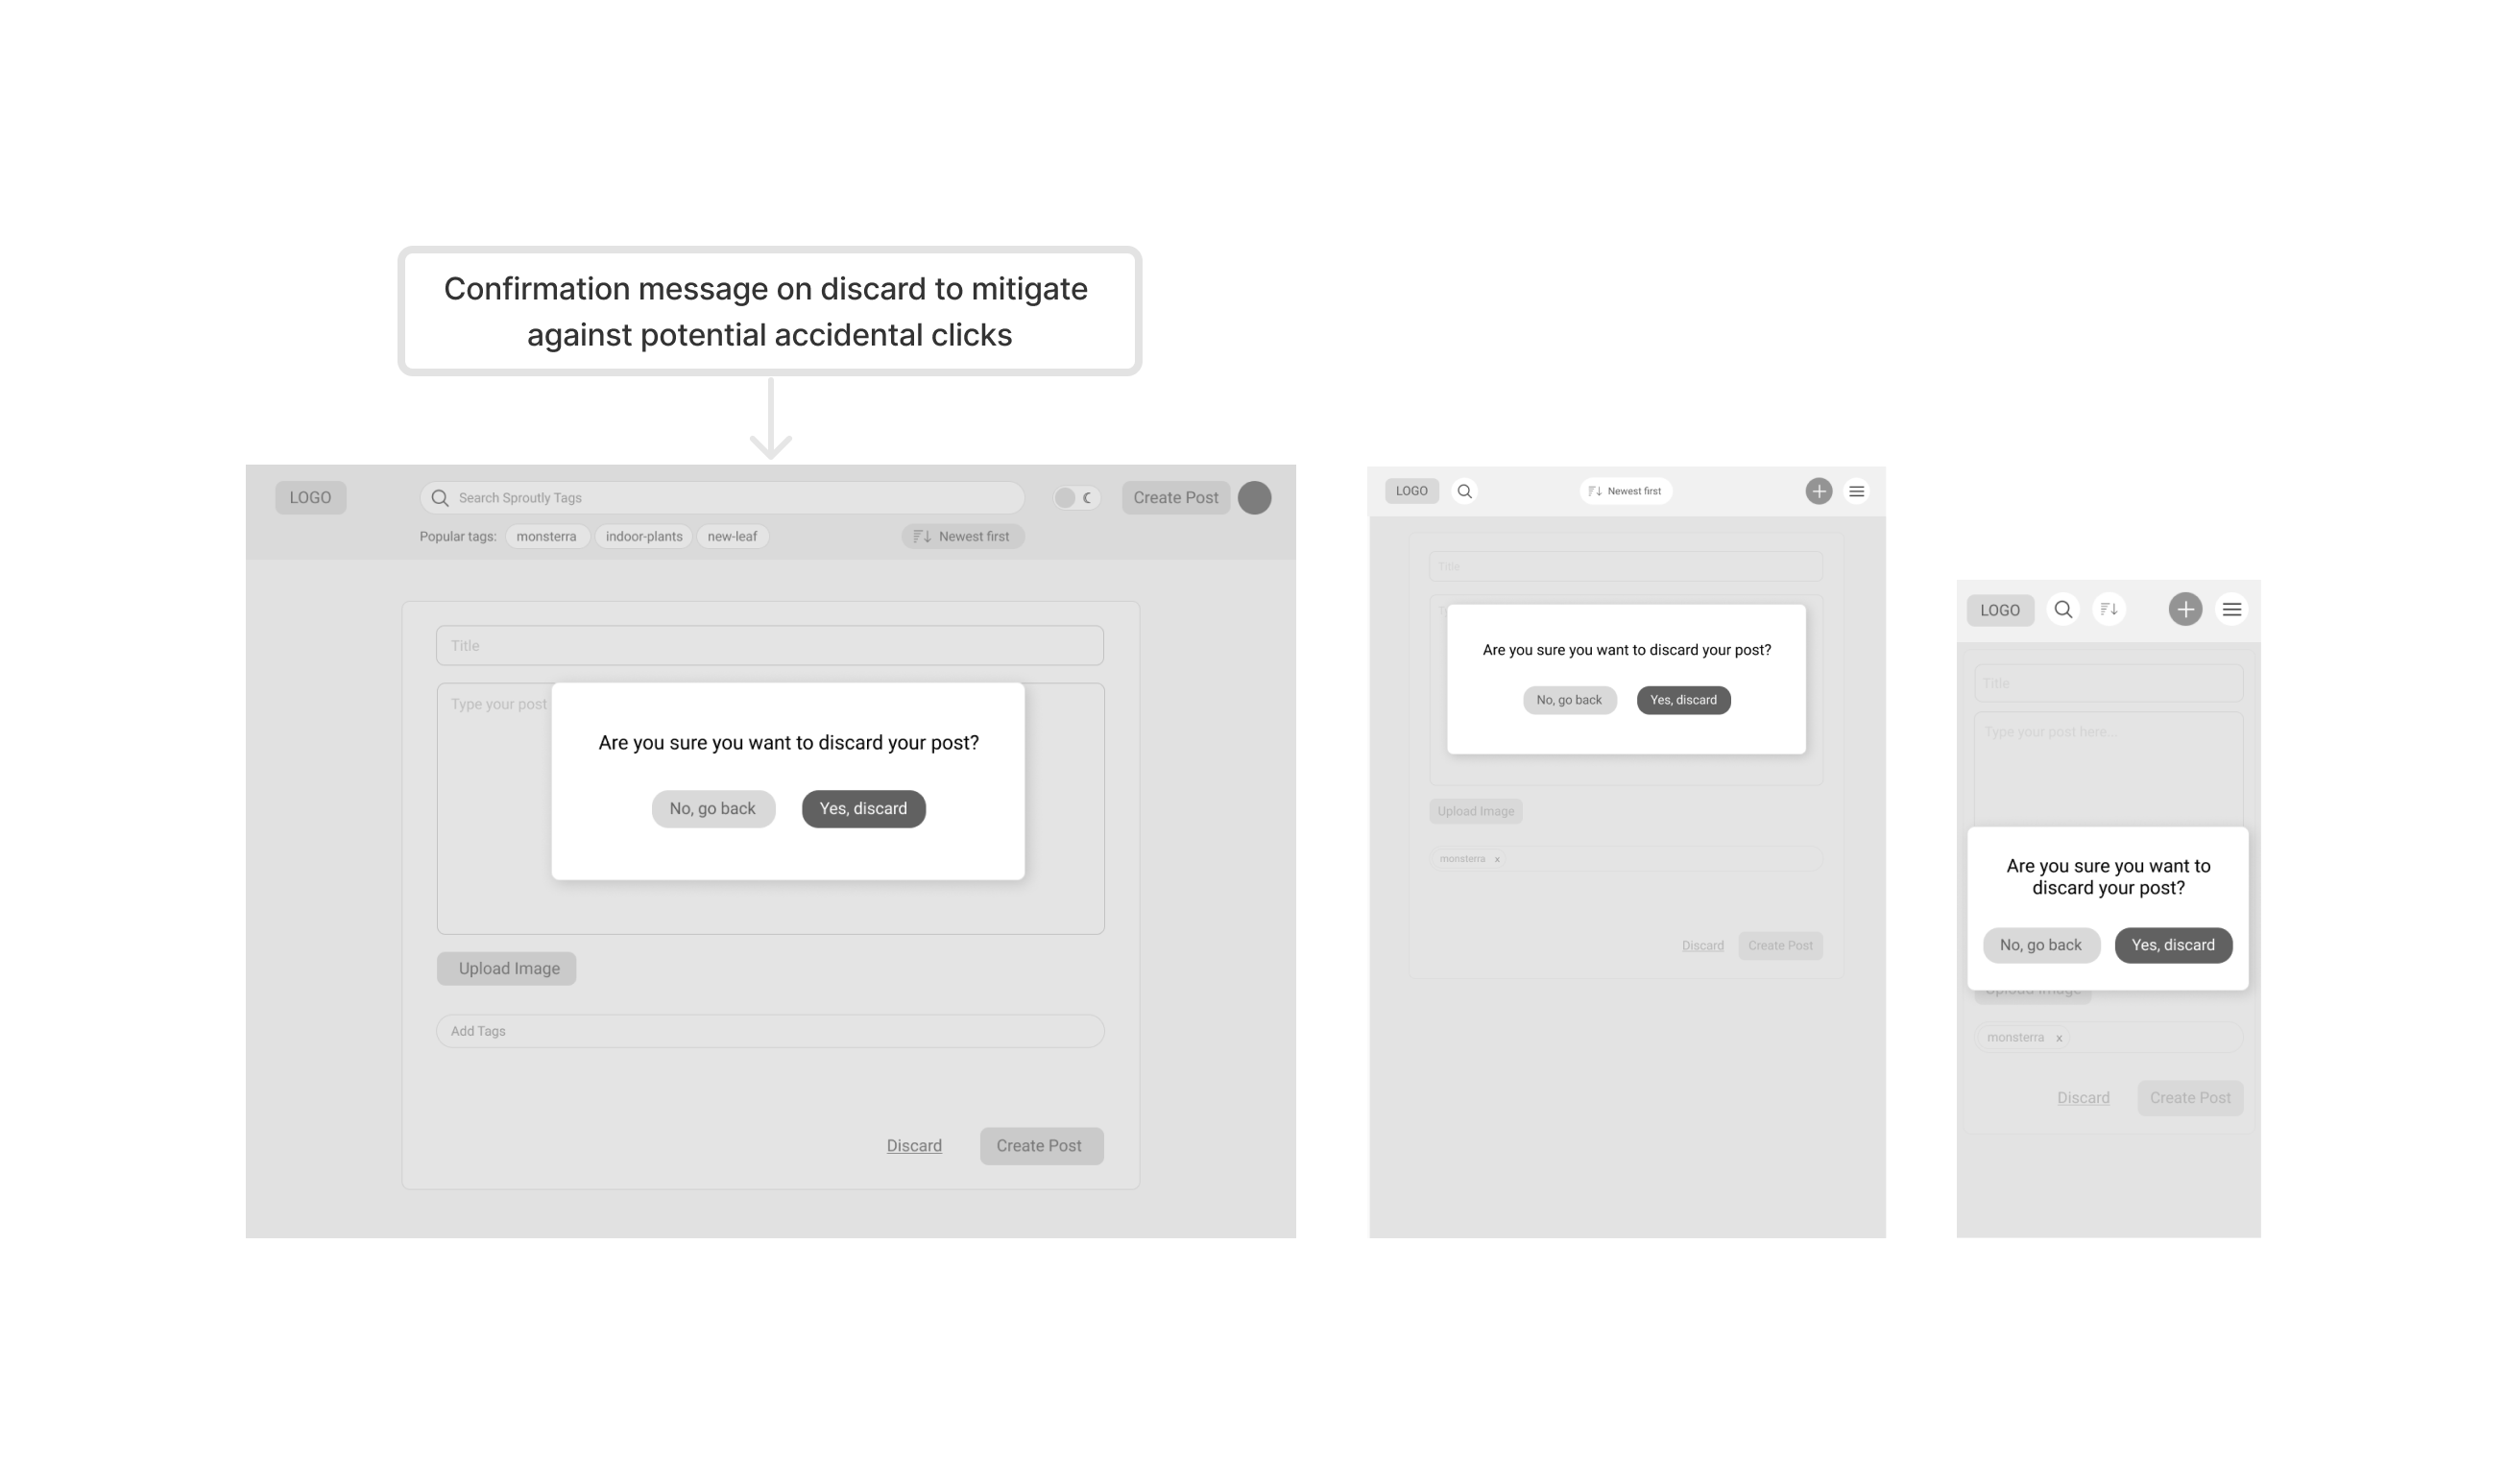 Confirmation message on discard to mitigate
against potential accidental clicks
LOGO
Search Sproutly Tags
Create Post
Popular tags:
monsterra
indoor-plants
new-leaf
Newest first
Title
Type your post
Are you sure you want to discard your post?
No, go back
Yes, discard
Upload Image
Add Tags
Discard
Create Post
LOGO
Newest first
Title
Are you sure you want to discard your post?
No, go back
Yes, discard
Upload Image
monsterra x
Discard
Create Post
LOGO
Title
Type your post here...
Are you sure you want to
discard your post?
No, go back
Yes, discard
Upload Image
monsterra x
Discard
Create Post